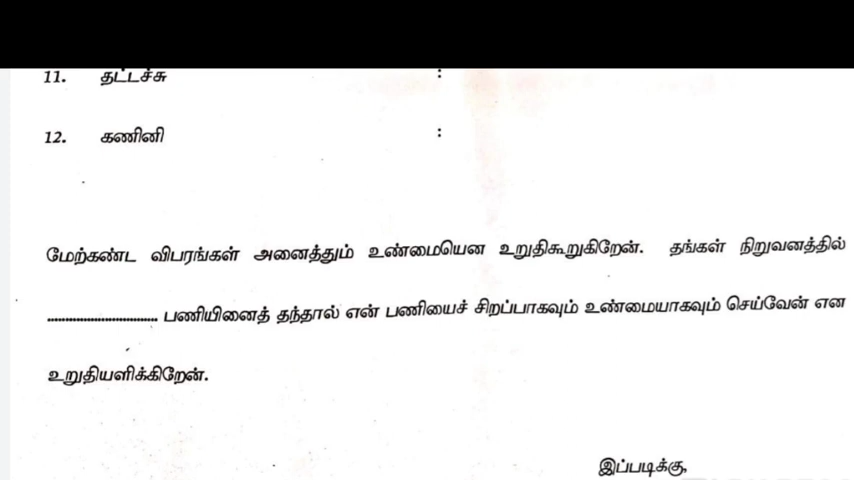 11. தட்டச்சு :
12. கணினி :
மேற்கண்ட விபரங்கள் அனைத்தும் உண்மையென உறுதிகூறுகிறேன். தங்கள் நிறுவனத்தில்
............................... பணியினைத் தந்தால் என் பணியைச் சிறப்பாகவும் உண்மையாகவும் செய்வேன் என
உறுதியளிக்கிறேன்.
இப்படிக்கு,